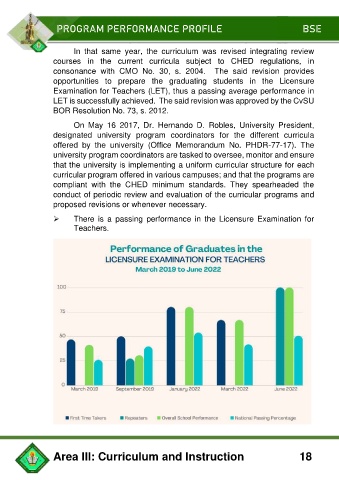 PROGRAM PERFORMANCE PROFILE BSE
In that same year, the curriculum was revised integrating review
courses in the current curricula subject to CHED regulations, in
consonance with CMO No. 30, s. 2004. The said revision provides
opportunities to prepare the graduating students in the Licensure
Examination for Teachers (LET), thus a passing average performance in
LET is successfully achieved. The said revision was approved by the CvSU
BOR Resolution No. 73, s. 2012.
On May 16 2017, Dr. Hernando D. Robles, University President,
designated university program coordinators for the different curricula
offered by the university (Office Memorandum No. PHDR-77-17). The
university program coordinators are tasked to oversee, monitor and ensure
that the university is implementing a uniform curricular structure for each
curricular program offered in various campuses; and that the programs are
compliant with the CHED minimum standards. They spearheaded the
conduct of periodic review and evaluation of the curricular programs and
proposed revisions or whenever necessary.
➢ There is a passing performance in the Licensure Examination for
Teachers.
Performance of Graduates in the
LICENSURE EXAMINATION FOR TEACHERS
March 2019 to June 2022
100
75
50
25
0
March 2019 September 2019 January 2022 March 2022 June 2022
First Time Takers Repeaters Overall School Performance National Passing Percentage
Area III: Curriculum and Instruction 18